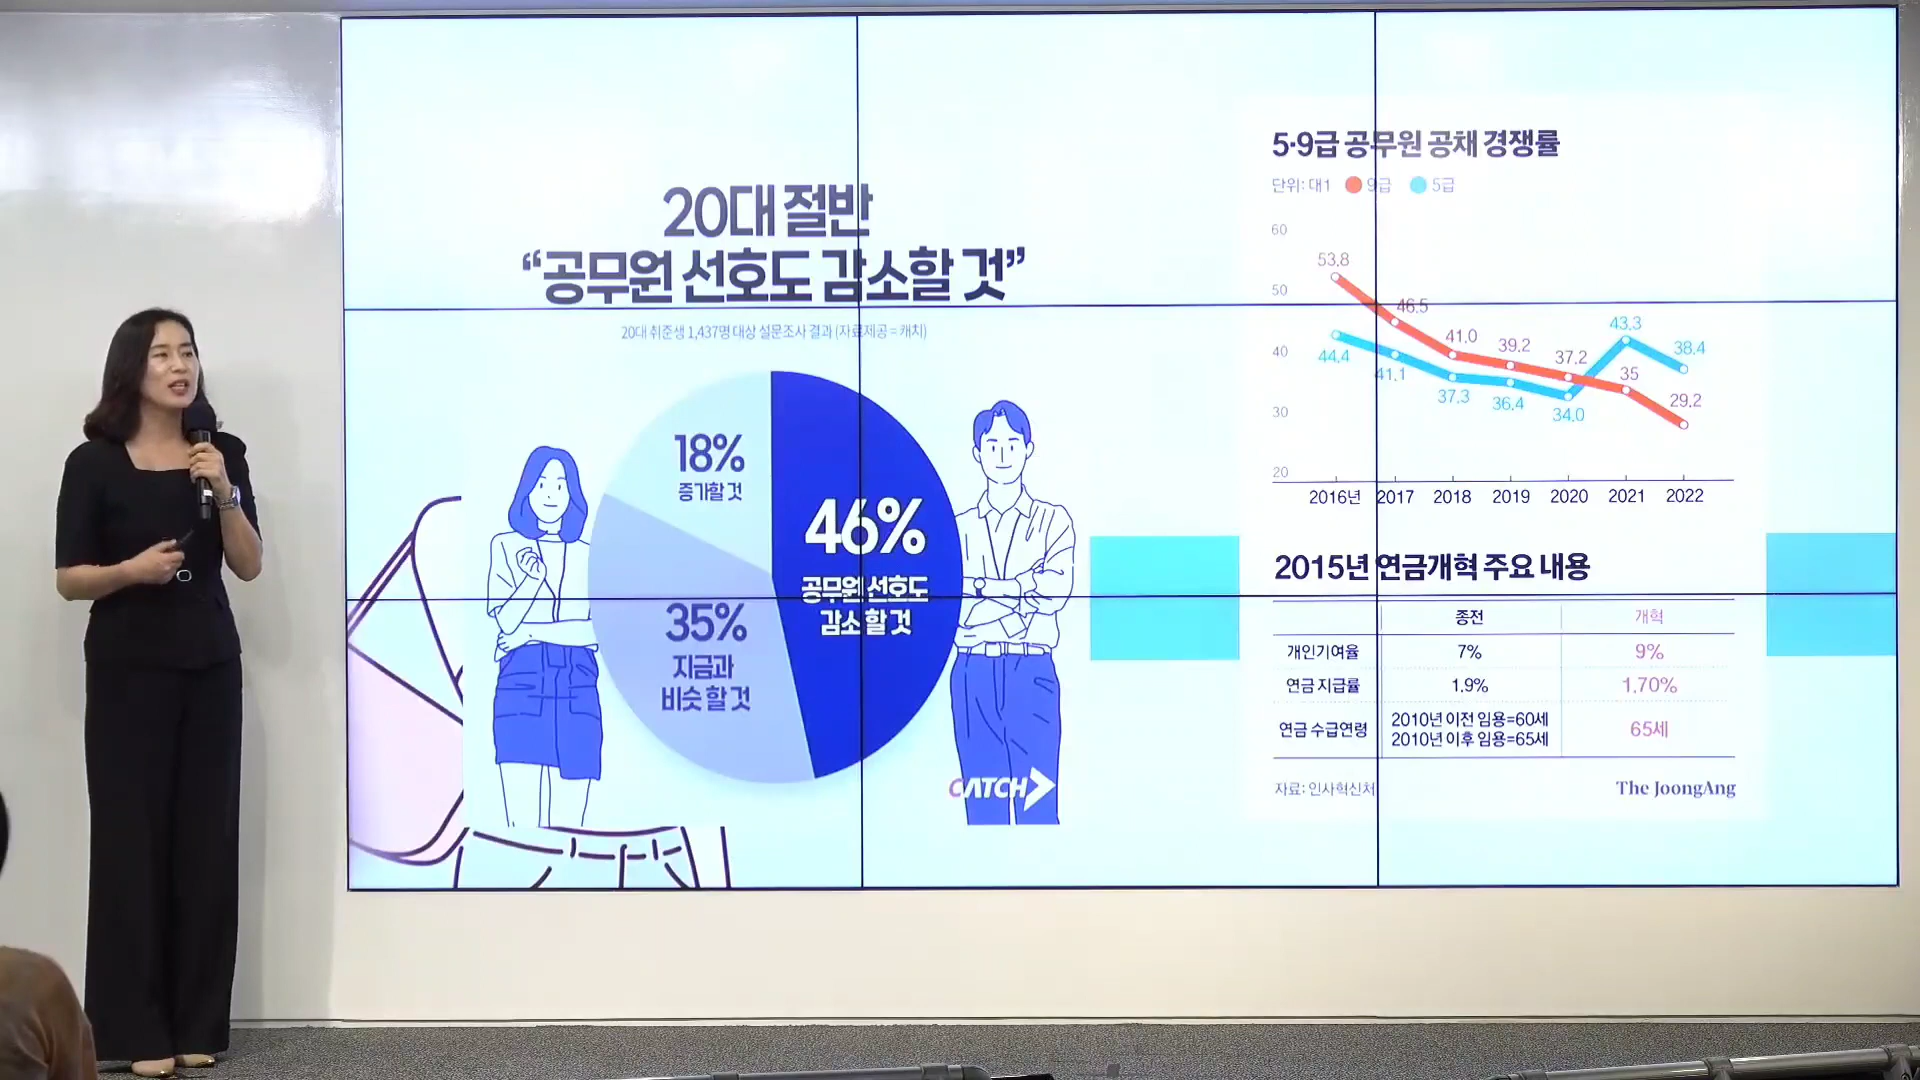 20대 절반
“공무원 선호도 감소할 것”
20대 취준생 1,437명 대상 설문조사 결과 (자료제공 = 캐치)
18%
증가할 것
46%
공무원 선호도
감소할 것
35%
지금과
비슷할 것
CATCH
5·9급 공무원 공채 경쟁률
단위: 대1 9급 5급
60
50
40
30
20
53.8
46.5
41.0
39.2
37.2
35
29.2
44.4
41.1
37.3
36.4
34.0
43.3
38.4
2016년 2017 2018 2019 2020 2021 2022
2015년 연금개혁 주요 내용
종전 개혁
개인기여율 7% 9%
연금 지급률 1.9% 1.70%
연금 수급연령 2010년 이전 임용=60세 65세
2010년 이후 임용=65세
자료: 인사혁신처 The JoongAng